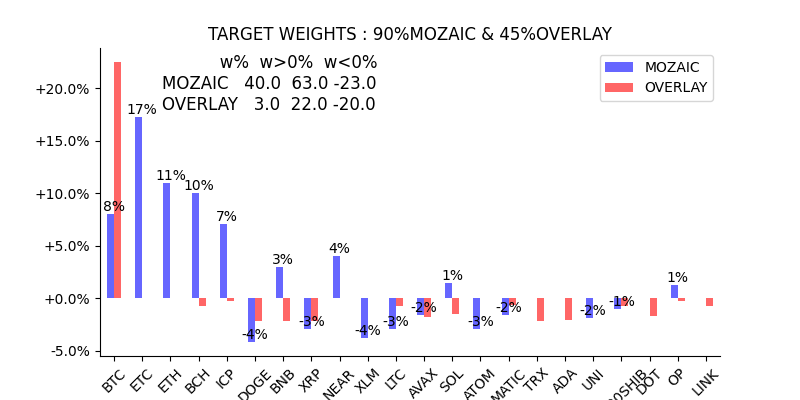 TARGET WEIGHTS : 90%MOZAIC & 45%OVERLAY
w% w>0% w<0%
MOZAIC 40.0 63.0 -23.0
OVERLAY 3.0 22.0 -20.0
MOZAIC
OVERLAY
+20.0%
+15.0%
+10.0%
+5.0%
+0.0%
-5.0%
8%
17%
11%
10%
7%
-4%
3%
-3%
4%
-4%
-3%
-2%
1%
-3%
-2%
-2%
-1%
1%
BTC
ETC
ETH
BCH
ICP
DOGE
BNB
XRP
NEAR
XLM
LTC
AVAX
SOL
ATOM
MATIC
TRX
ADA
UNI
00SHIB
DOT
OP
LINK